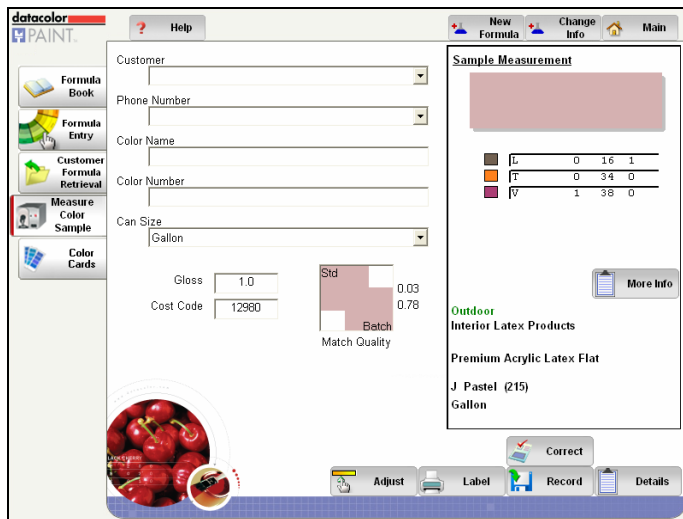 datacolor
PAINT.
Help
New
Formula
Change
Info
Main
Formula
Book
Formula
Entry
Customer
Formula
Retrieval
Measure
Color
Sample
Color
Cards
Customer
Phone Number
Color Name
Color Number
Can Size
Gallon
Gloss 1.0
Cost Code 12980
Std
Batch
0.03
0.78
Match Quality
Sample Measurement
L 0 16 1
T 0 34 0
V 1 38 0
More Info
Outdoor
Interior Latex Products
Premium Acrylic Latex Flat
J Pastel (215)
Gallon
Correct
Adjust
Label
Record
Details